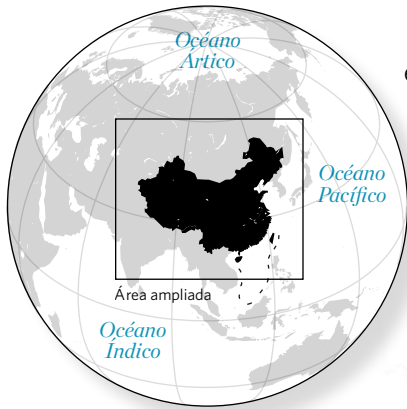 Océano
Ártico
Océano
Pacífico
Área ampliada
Océano
Índico